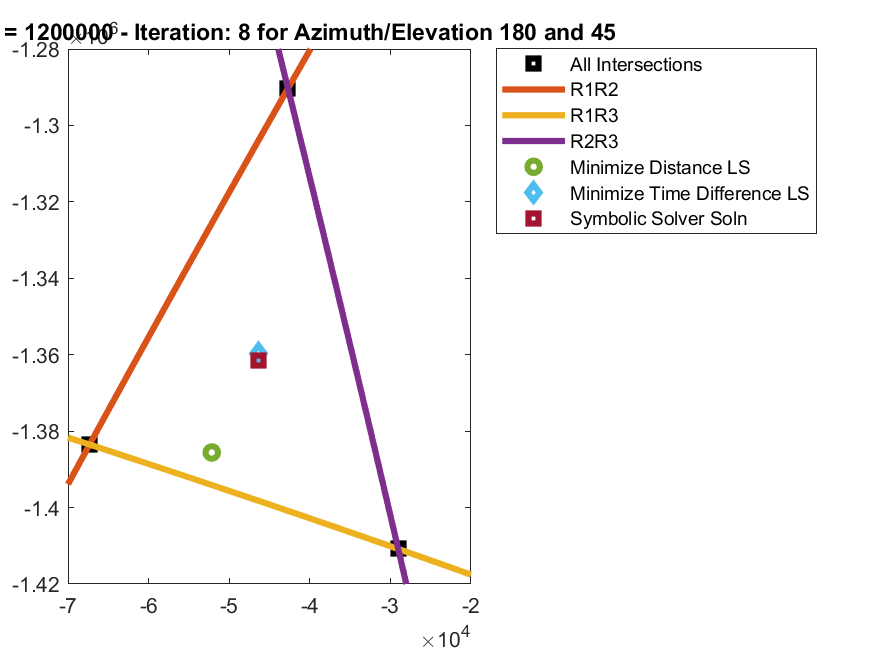 = 1200000 - Iteration: 8 for Azimuth/Elevation 180 and 45
×10⁶
-1.28
-1.3
-1.32
-1.34
-1.36
-1.38
-1.4
-1.42
-7 -6 -5 -4 -3 -2
×10⁴
All Intersections
R1R2
R1R3
R2R3
Minimize Distance LS
Minimize Time Difference LS
Symbolic Solver Soln